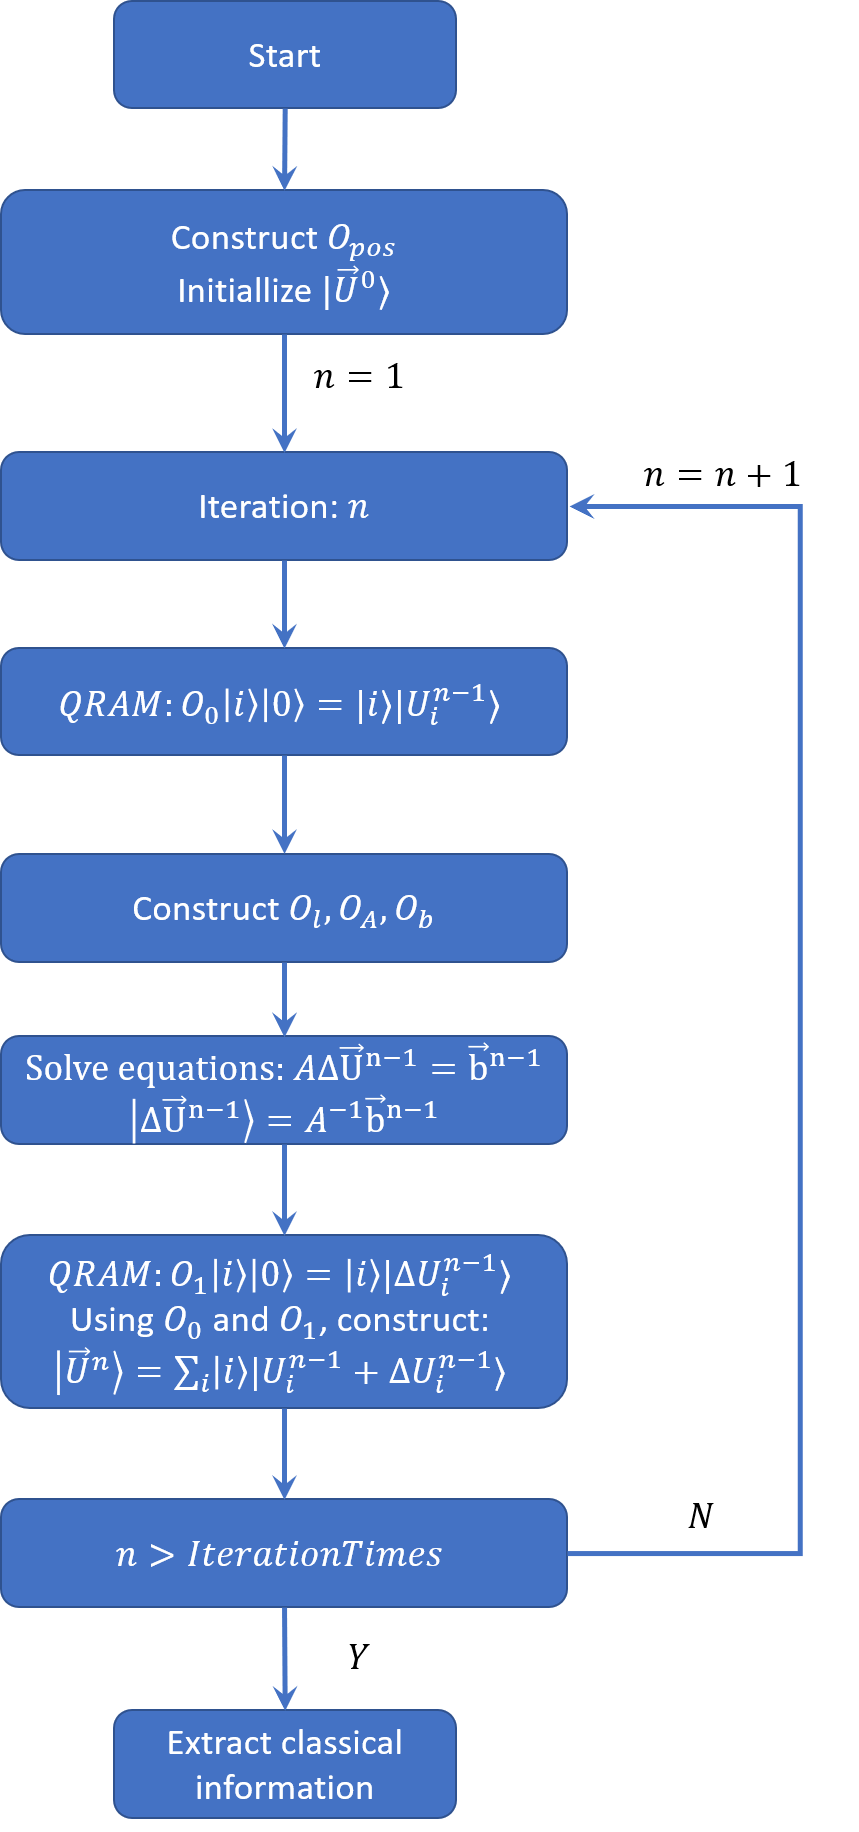 Start
Construct $O_{pos}$
Initiallize $|\vec{U}^{0}\rangle$
$n = 1$
$n = n + 1$
Iteration: $n$
$QRAM: O_0|i\rangle|0\rangle = |i\rangle|U_i^{n-1}\rangle$
Construct $O_l, O_A, O_b$
Solve equations: $A\Delta\vec{\mathrm{U}}^{\mathrm{n-1}} = \vec{\mathrm{b}}^{\mathrm{n-1}}$
$|\Delta\vec{\mathrm{U}}^{\mathrm{n-1}}\rangle = A^{-1}\vec{\mathrm{b}}^{\mathrm{n-1}}$
$QRAM: O_1|i\rangle|0\rangle = |i\rangle|\Delta U_i^{n-1}\rangle$
Using $O_0$ and $O_1$, construct:
$|\vec{U}^{n}\rangle = \sum_i |i\rangle|U_i^{n-1} + \Delta U_i^{n-1}\rangle$
$N$
$n > IterationTimes$
$Y$
Extract classical
information